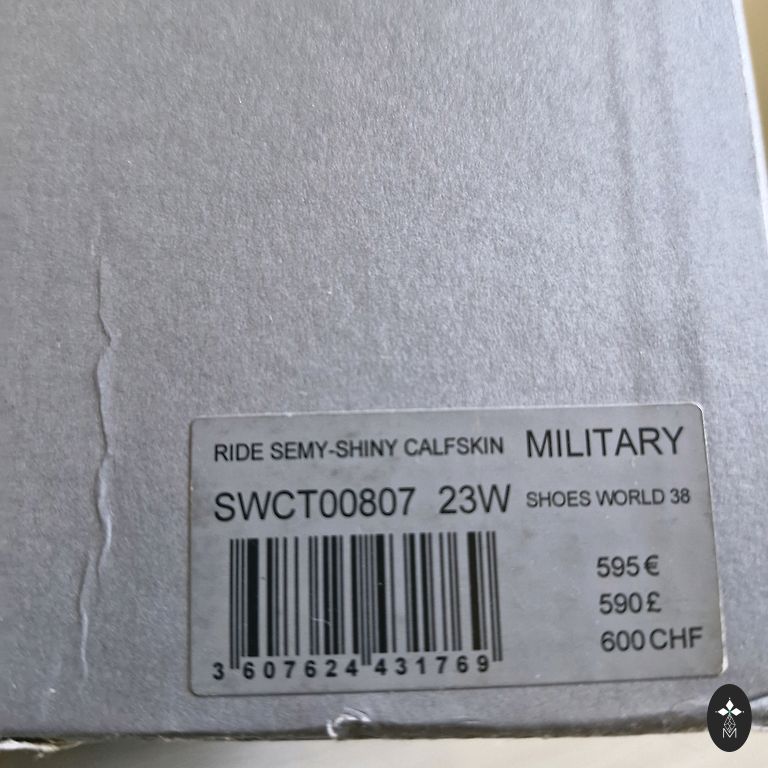 RIDE SEMY-SHINY CALFSKIN MILITARY
SWCT00807 23W SHOES WORLD 38
595€
590£
600CHF
3 607624 431769
M